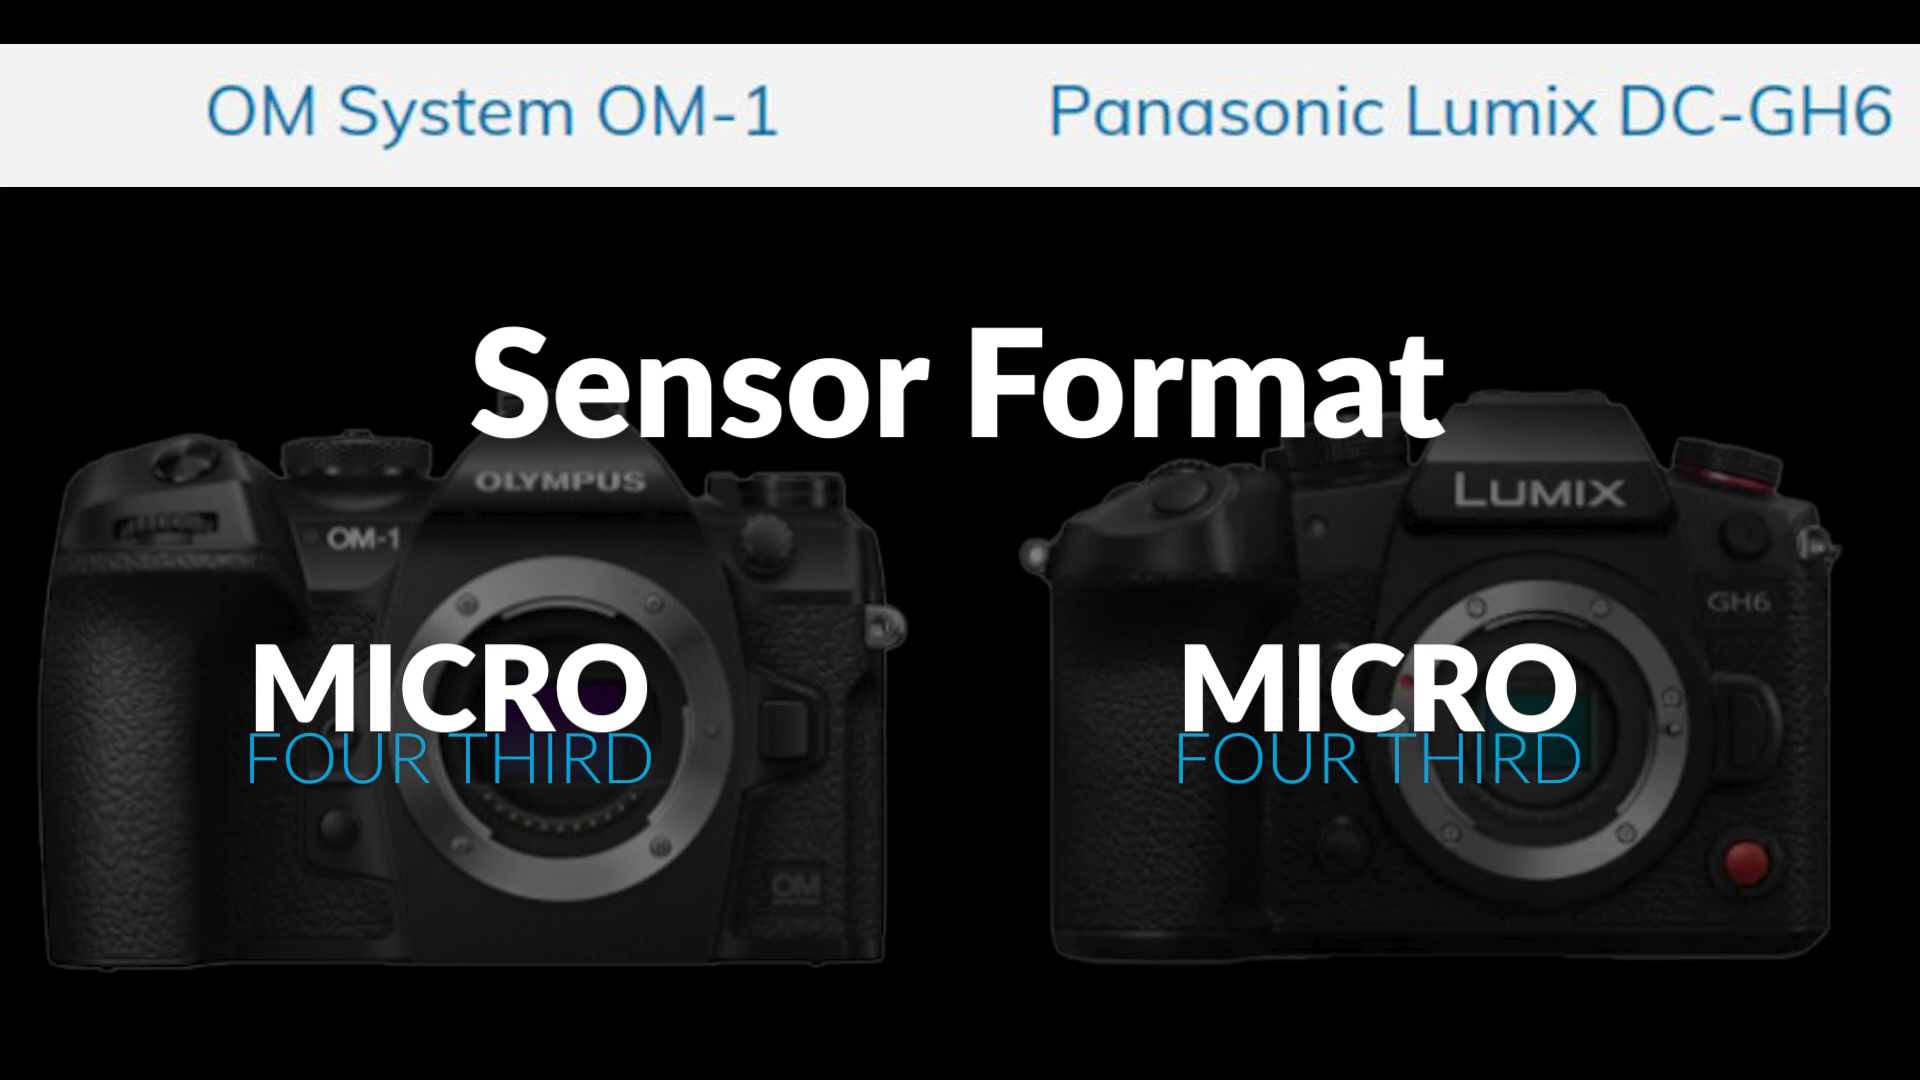 OM System OM-1
Panasonic Lumix DC-GH6
Sensor Format
OLYMPUS
OM-1
LUMIX
GH6
MICRO
FOUR THIRD
MICRO
FOUR THIRD
OM